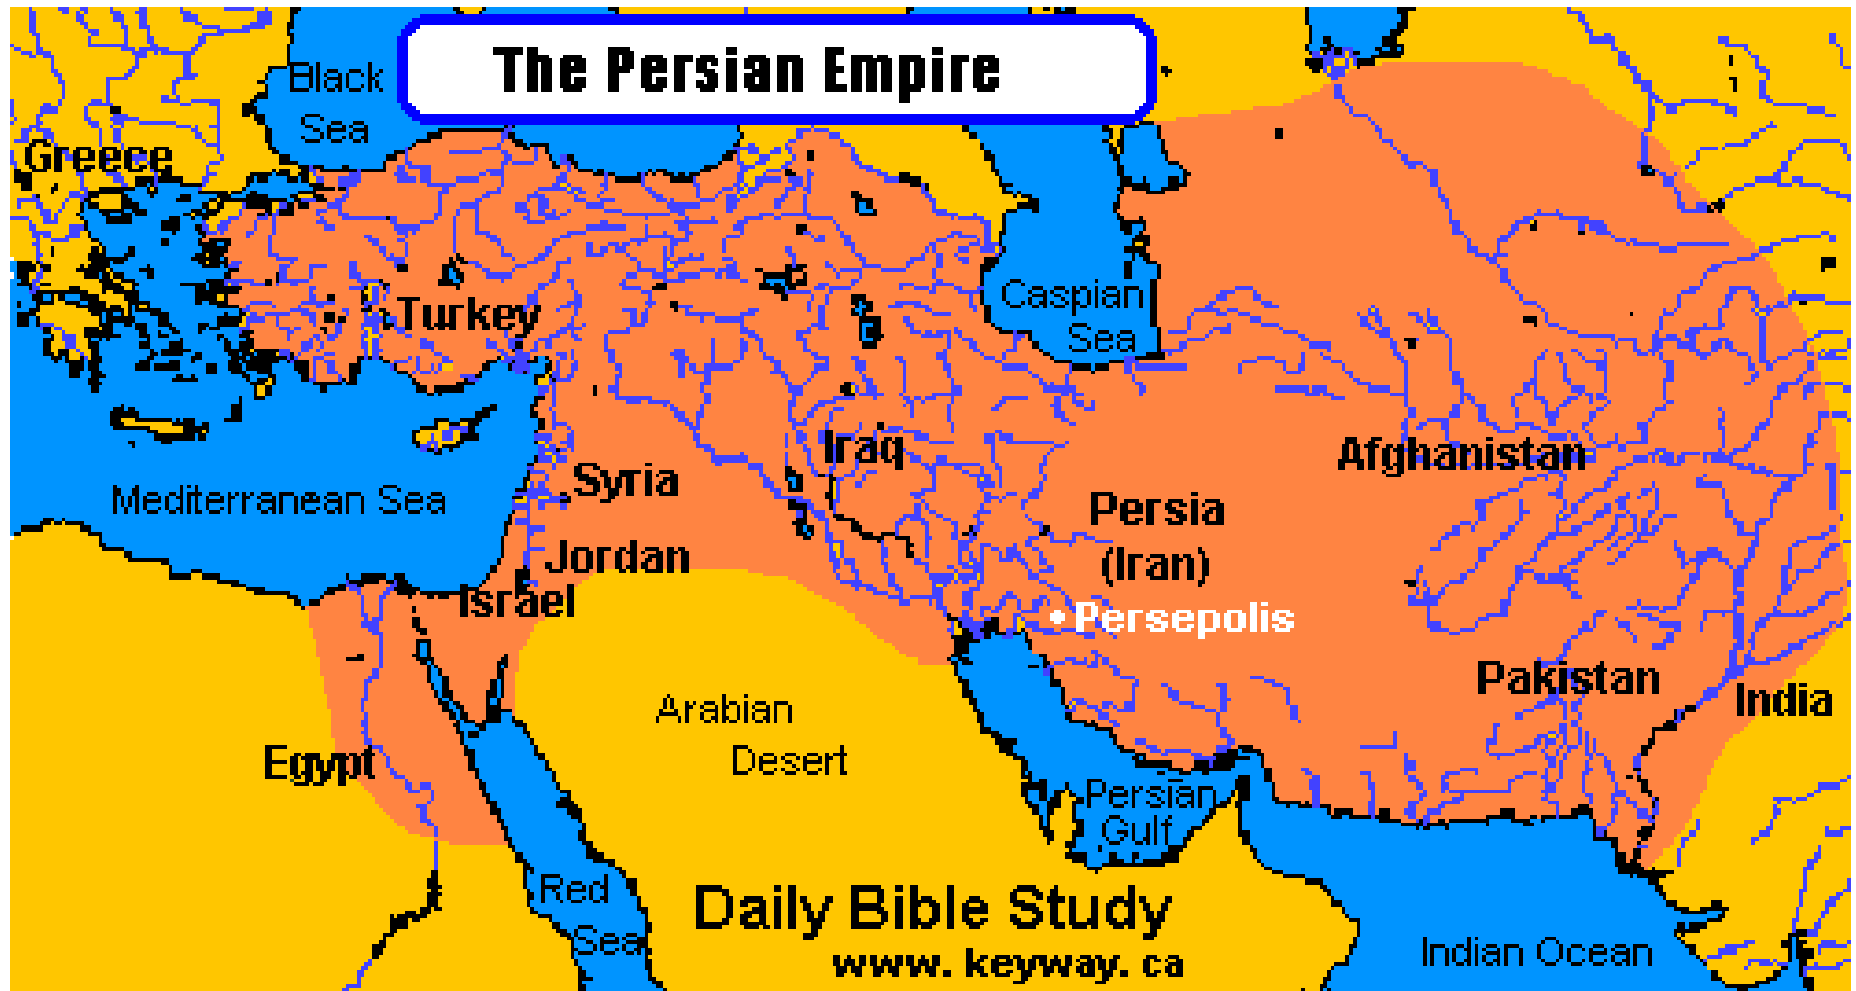 The Persian Empire
Black
Sea
Greece
Caspian
Sea
Turkey
Iraq
Afghanistan
Syria
Mediterranean Sea
Persia
(Iran)
Jordan
Israel
Persepolis
Pakistan
India
Arabian
Desert
Egypt
Persian
Gulf
Red
Sea
Daily Bible Study
www. keyway. ca
Indian Ocean